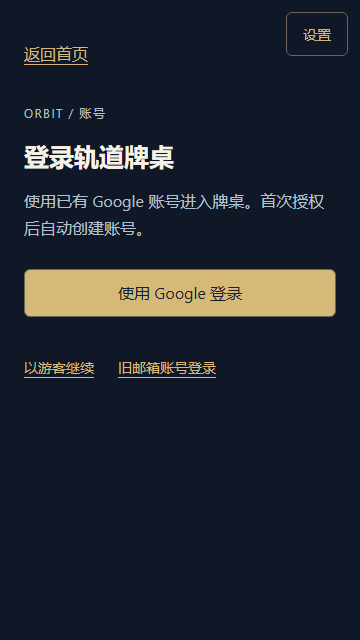 设置
返回首页
ORBIT / 账号
登录轨道牌桌
使用已有 Google 账号进入牌桌。首次授权
后自动创建账号。
使用 Google 登录
以游客继续 旧邮箱账号登录